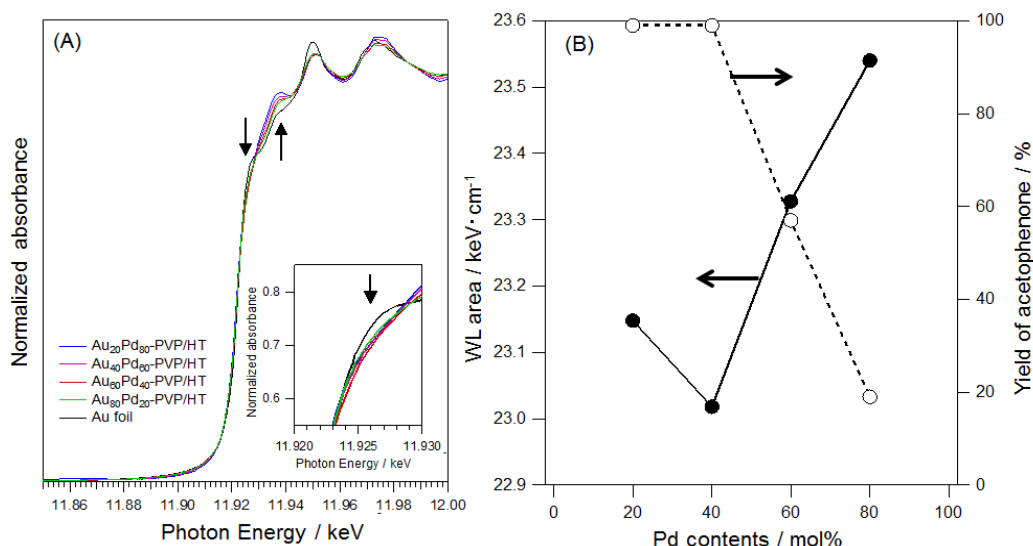 (A)
Normalized absorbance
Au20Pd80-PVP/HT
Au40Pd60-PVP/HT
Au60Pd40-PVP/HT
Au80Pd20-PVP/HT
Au foil
0.8
0.7
0.6
Normalized absorbance
11.920
11.925
11.930
Photon Energy / keV
11.86
11.88
11.90
11.92
11.94
11.96
11.98
12.00
Photon Energy / keV
(B)
23.6
23.5
23.4
23.3
23.2
23.1
23.0
22.9
WL area / keV·cm-1
100
80
60
40
20
0
Yield of acetophenone / %
0
20
40
60
80
100
Pd contents / mol%